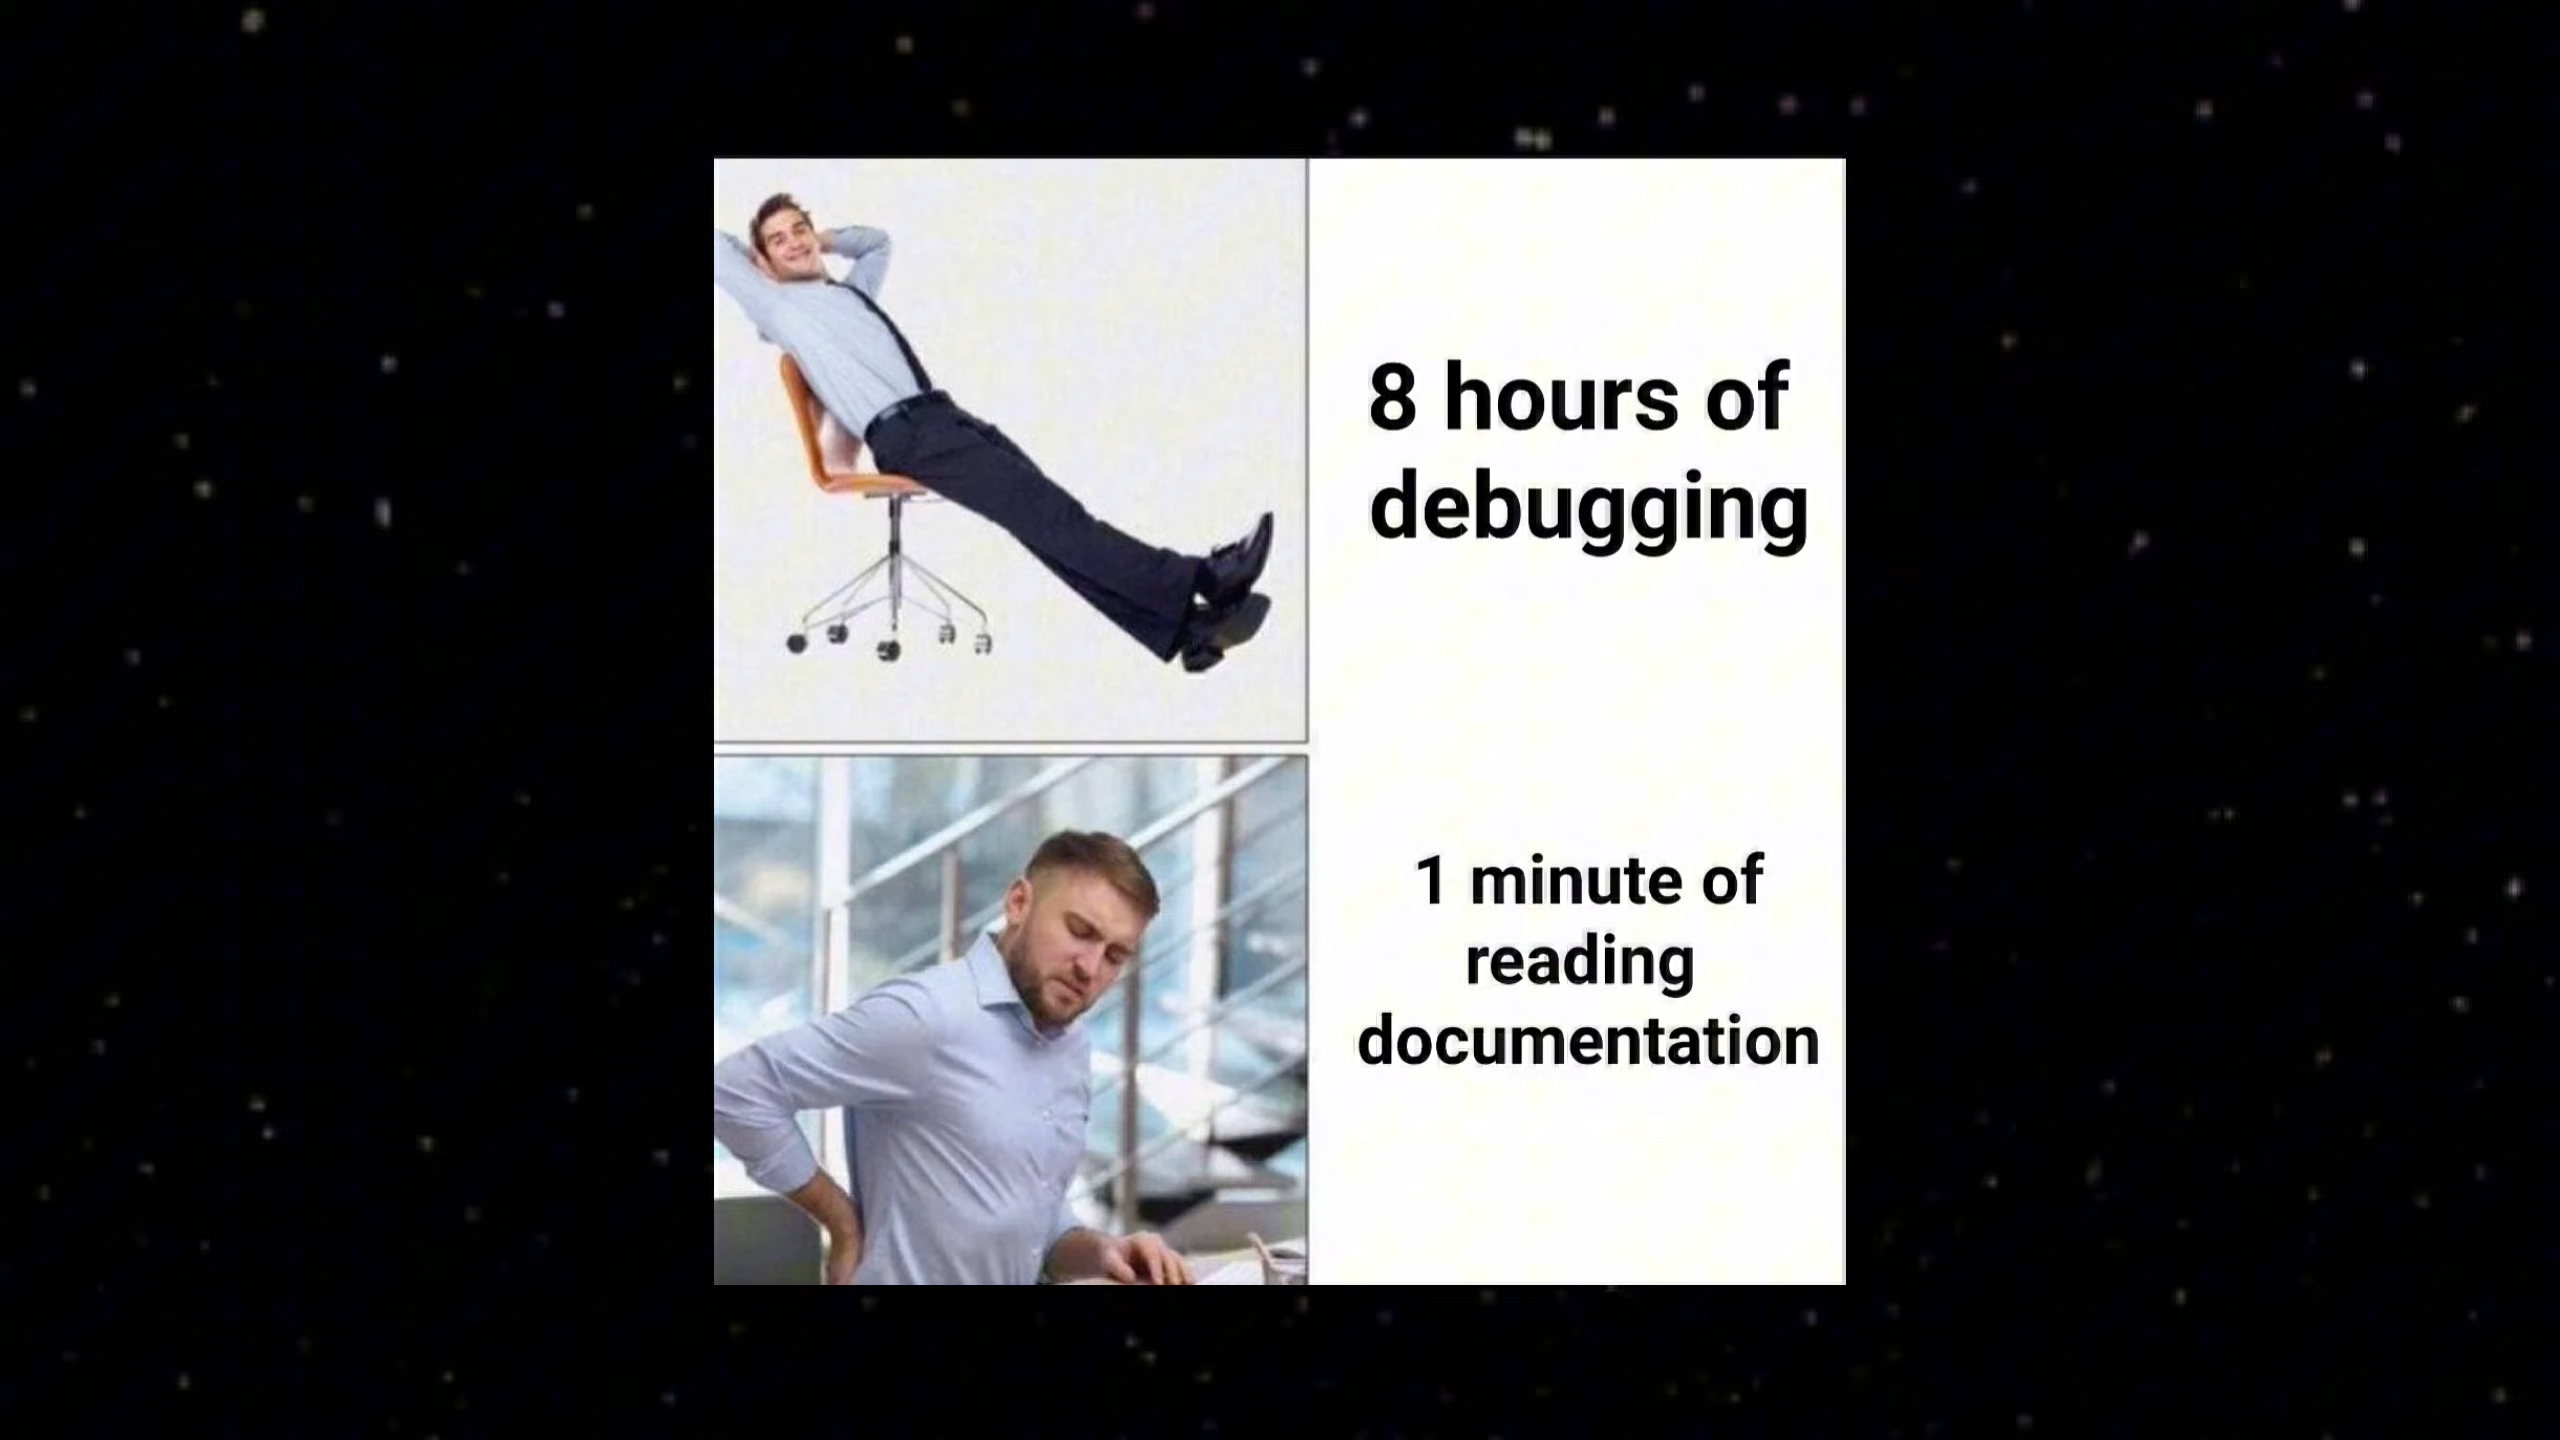 8 hours of
debugging
1 minute of
reading
documentation